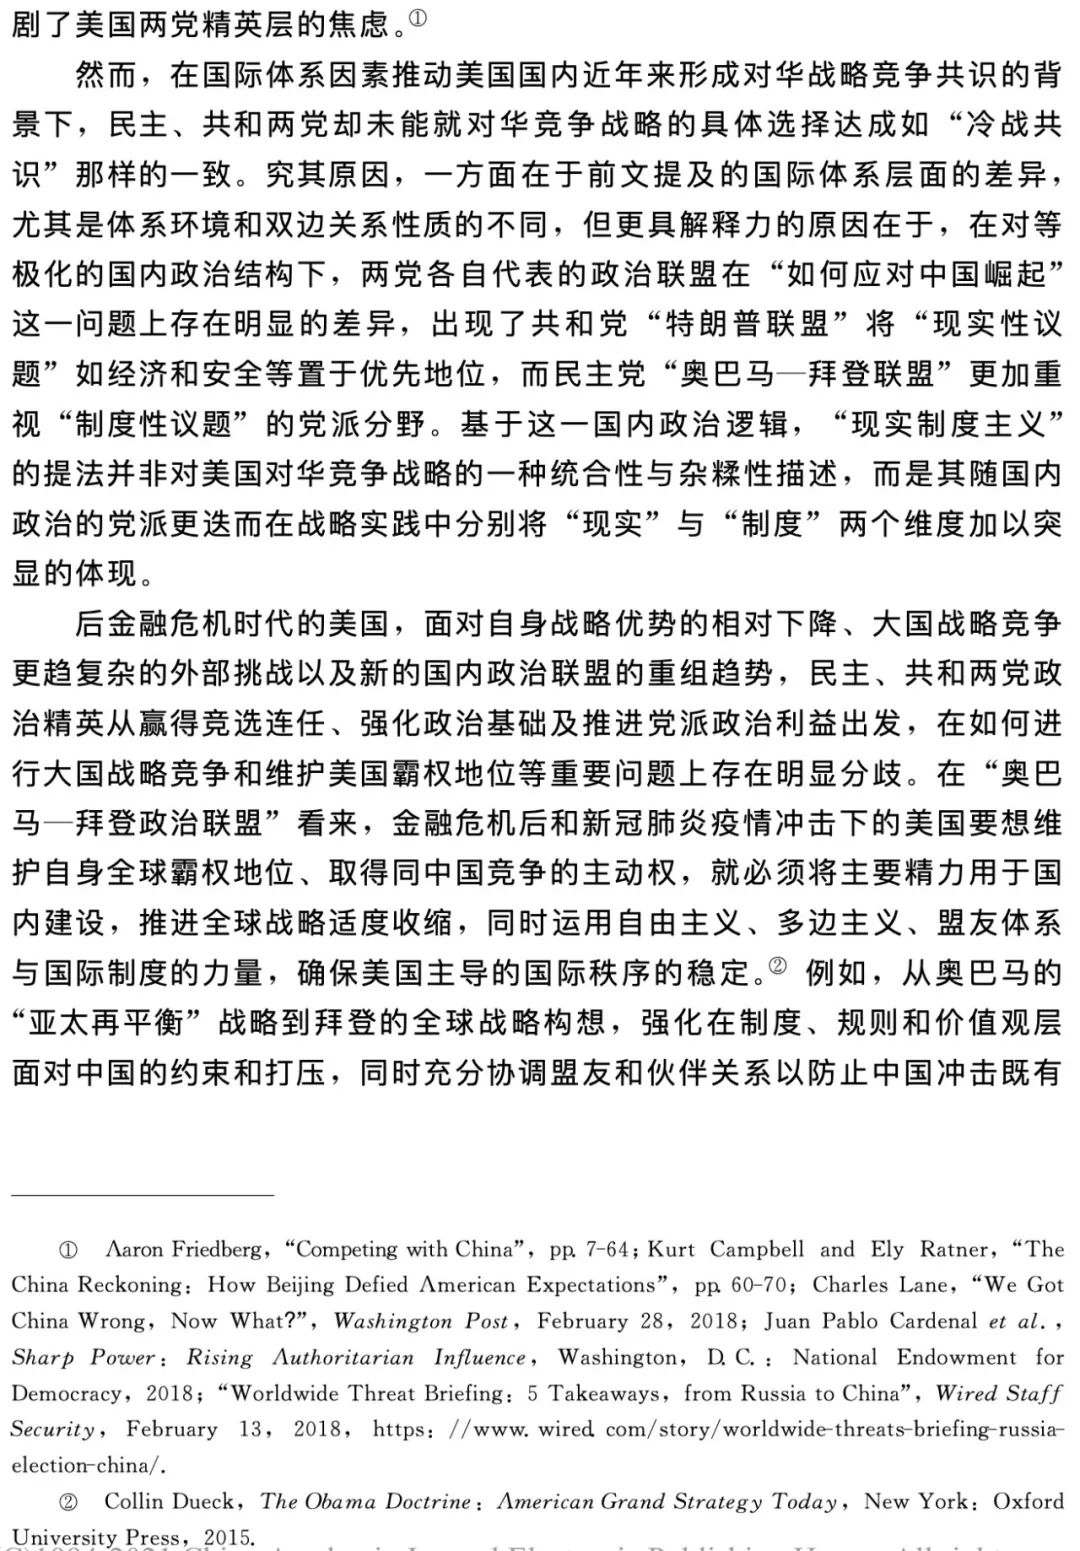 剧了美国两党精英层的焦虑。①
然而，在国际体系因素推动美国国内近年来形成对华战略竞争共识的背
景下，民主、共和两党却未能就对华竞争战略的具体选择达成如“冷战共
识”那样的一致。究其原因，一方面在于前文提及的国际体系层面的差异，
尤其是体系环境和双边关系性质的不同，但更具解释力的原因在于，在对等
极化的国内政治结构下，两党各自代表的政治联盟在“如何应对中国崛起”
这一问题上存在明显的差异，出现了共和党“特朗普联盟”将“现实性议
题”如经济和安全等置于优先地位，而民主党“奥巴马—拜登联盟”更加重
视“制度性议题”的党派分野。基于这一国内政治逻辑，“现实制度主义”
的提法并非对美国对华竞争战略的一种统合性与杂糅性描述，而是其随国内
政治的党派更迭而在战略实践中分别将“现实”与“制度”两个维度加以突
显的体现。
后金融危机时代的美国，面对自身战略优势的相对下降、大国战略竞争
更趋复杂的外部挑战以及新的国内政治联盟的重组趋势，民主、共和两党政
治精英从赢得竞选连任、强化政治基础及推进党派政治利益出发，在如何进
行大国战略竞争和维护美国霸权地位等重要问题上存在明显分歧。在“奥巴
马—拜登政治联盟”看来，金融危机后和新冠肺炎疫情冲击下的美国要想维
护自身全球霸权地位、取得同中国竞争的主动权，就必须将主要精力用于国
内建设，推进全球战略适度收缩，同时运用自由主义、多边主义、盟友体系
与国际制度的力量，确保美国主导的国际秩序的稳定。② 例如，从奥巴马的
“亚太再平衡”战略到拜登的全球战略构想，强化在制度、规则和价值观层
面对中国的约束和打压，同时充分协调盟友和伙伴关系以防止中国冲击既有
① Aaron Friedberg，“Competing with China”，pp. 7-64；Kurt Campbell and Ely Ratner，“The
China Reckoning：How Beijing Defied American Expectations”，pp. 60-70；Charles Lane，“We Got
China Wrong，Now What?”，Washington Post，February 28，2018；Juan Pablo Cardenal et al.，
Sharp Power：Rising Authoritarian Influence，Washington，D. C.：National Endowment for
Democracy，2018；“Worldwide Threat Briefing：5 Takeaways，from Russia to China”，Wired Staff
Security，February 13，2018，https：//www. wired. com/story/worldwide-threats-briefing-russia-
election-china/.
② Collin Dueck，The Obama Doctrine：American Grand Strategy Today，New York：Oxford
University Press，2015.